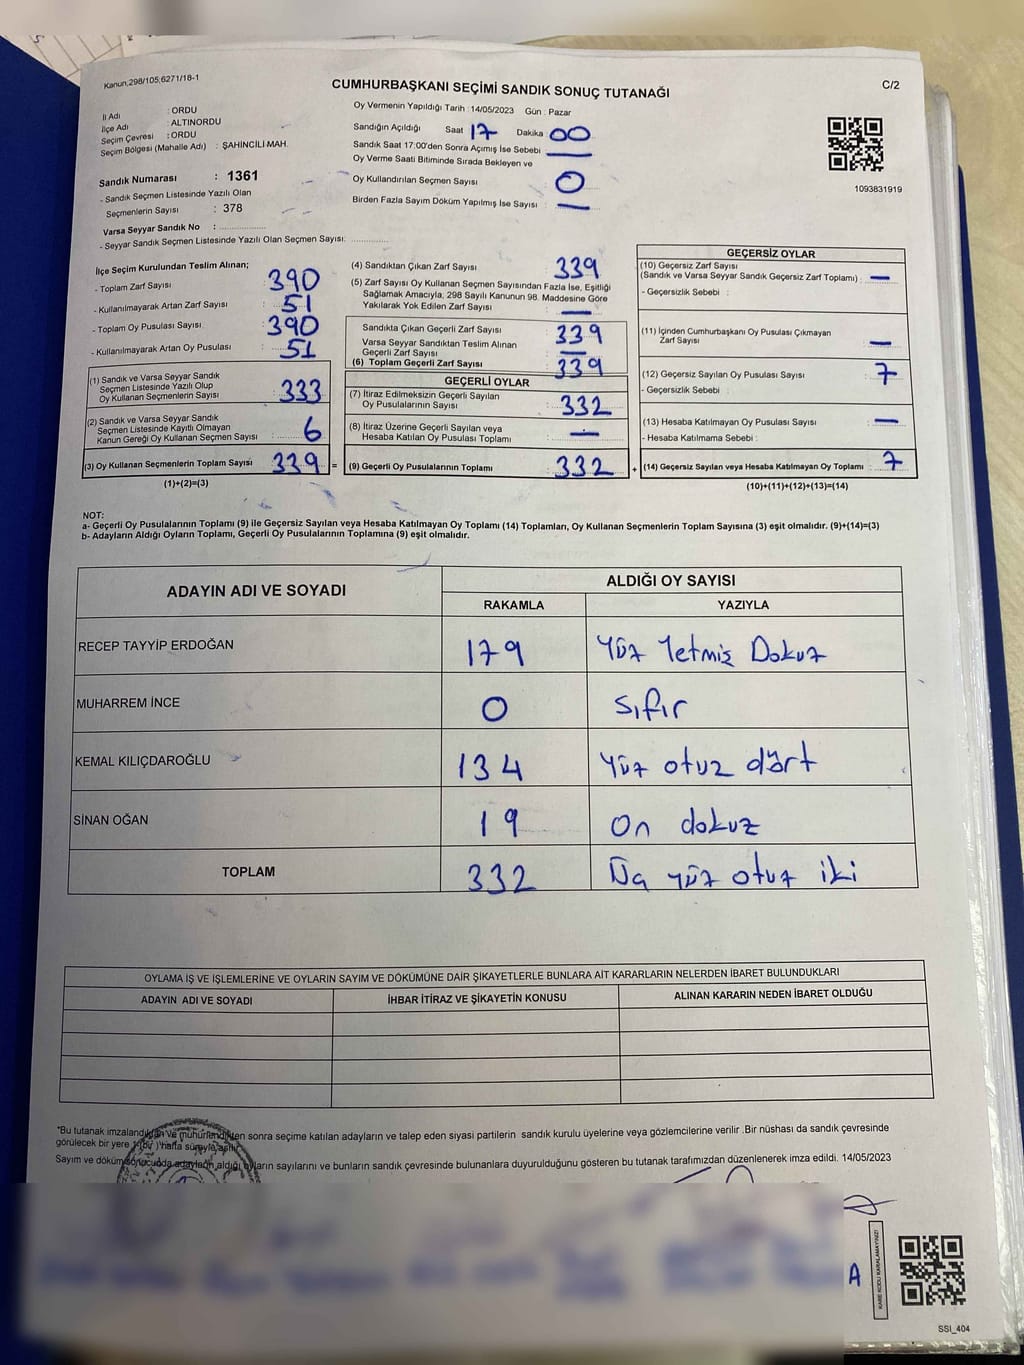 Kanun,298/105,6271/18-1
CUMHURBAŞKANI SEÇİMİ SANDIK SONUÇ TUTANAĞI
C/2
İl Adı : ORDU
İlçe Adı : ALTINORDU
Seçim Çevresi : ORDU
Seçim Bölgesi (Mahalle Adı) : ŞAHİNCİLİ MAH.
Sandık Numarası : 1361
- Sandık Seçmen Listesinde Yazılı Olan
Seçmenlerin Sayısı : 378
Varsa Seyyar Sandık No :
- Seyyar Sandık Seçmen Listesinde Yazılı Olan Seçmen Sayısı:
Oy Vermenin Yapıldığı Tarih :14/05/2023 Gün : Pazar
Sandığın Açıldığı Saat 17 Dakika 00
Sandık Saat 17:00'den Sonra Açımış İse Sebebi —
Oy Verme Saati Bitiminde Sırada Bekleyen ve
Oy Kullandırılan Seçmen Sayısı 0
Birden Fazla Sayım Döküm Yapılmış İse Sayısı : —
1093831919
İlçe Seçim Kurulundan Teslim Alınan;
- Toplam Zarf Sayısı : 390
- Kullanılmayarak Artan Zarf Sayısı : 51
- Toplam Oy Pusulası Sayısı : 390
- Kullanılmayarak Artan Oy Pusulası : 51
(1) Sandık ve Varsa Seyyar Sandık
Seçmen Listesinde Yazılı Olup
Oy Kullanan Seçmenlerin Sayısı : 333
(2) Sandık ve Varsa Seyyar Sandık
Seçmen Listesinde Kayıtlı Olmayan
Kanun Gereği Oy Kullanan Seçmen Sayısı : 6
(3) Oy Kullanan Seçmenlerin Toplam Sayısı : 339 =
(1)+(2)=(3)
(4) Sandıktan Çıkan Zarf Sayısı : 339
(5) Zarf Sayısı Oy Kullanan Seçmen Sayısından Fazla İse, Eşitliği
Sağlamak Amacıyla, 298 Sayılı Kanunun 98. Maddesine Göre
Yakılarak Yok Edilen Zarf Sayısı : —
Sandıkta Çıkan Geçerli Zarf Sayısı : 339
Varsa Seyyar Sandıktan Teslim Alınan
Geçerli Zarf Sayısı : —
(6) Toplam Geçerli Zarf Sayısı : 339
GEÇERLİ OYLAR
(7) İtiraz Edilmeksizin Geçerli Sayılan
Oy Pusulalarının Sayısı : 332
(8) İtiraz Üzerine Geçerli Sayılan veya
Hesaba Katılan Oy Pusulası Toplamı : —
(9) Geçerli Oy Pusulalarının Toplamı : 332 +
GEÇERSİZ OYLAR
(10) Geçersiz Zarf Sayısı
(Sandık ve Varsa Seyyar Sandık Geçersiz Zarf Toplamı) : —
- Geçersizlik Sebebi :
(11) İçinden Cumhurbaşkanı Oy Pusulası Çıkmayan
Zarf Sayısı : —
(12) Geçersiz Sayılan Oy Pusulası Sayısı : 7
- Geçersizlik Sebebi :
(13) Hesaba Katılmayan Oy Pusulası Sayısı : —
- Hesaba Katılmama Sebebi :
(14) Geçersiz Sayılan veya Hesaba Katılmayan Oy Toplamı : 7
(10)+(11)+(12)+(13)=(14)
NOT:
a- Geçerli Oy Pusulalarının Toplamı (9) ile Geçersiz Sayılan veya Hesaba Katılmayan Oy Toplamı (14) Toplamları, Oy Kullanan Seçmenlerin Toplam Sayısına (3) eşit olmalıdır. (9)+(14)=(3)
b- Adayların Aldığı Oyların Toplamı, Geçerli Oy Pusulalarının Toplamına (9) eşit olmalıdır.
ADAYIN ADI VE SOYADI
ALDIĞI OY SAYISI
RAKAMLA YAZIYLA
RECEP TAYYİP ERDOĞAN 179 Yüz Yetmiş Dokuz
MUHARREM İNCE 0 sıfır
KEMAL KILIÇDAROĞLU 134 Yüz otuz dört
SİNAN OĞAN 19 On dokuz
TOPLAM 332 Üç yüz otuz iki
OYLAMA İŞ VE İŞLEMLERİNE VE OYLARIN SAYIM VE DÖKÜMÜNE DAİR ŞİKAYETLERLE BUNLARA AİT KARARLARIN NELERDEN İBARET BULUNDUKLARI
ADAYIN ADI VE SOYADI İHBAR İTİRAZ VE ŞİKAYETİN KONUSU ALINAN KARARIN NEDEN İBARET OLDUĞU
*Bu tutanak imzalandıktan ve mühürlendikten sonra seçime katılan adayların ve talep eden siyasi partilerin sandık kurulu üyelerine veya gözlemcilerine verilir .Bir nüshası da sandık çevresinde
görülecek bir yere 1 (Bir) hafta süreyle asılır.
Sayım ve döküm sonucunda adayların aldığı oyların sayılarını ve bunların sandık çevresinde bulunanlara duyurulduğunu gösteren bu tutanak tarafımızdan düzenlenerek imza edildi. 14/05/2023
A
KARE KODU KARALAMAYINIZ!
SSI_404